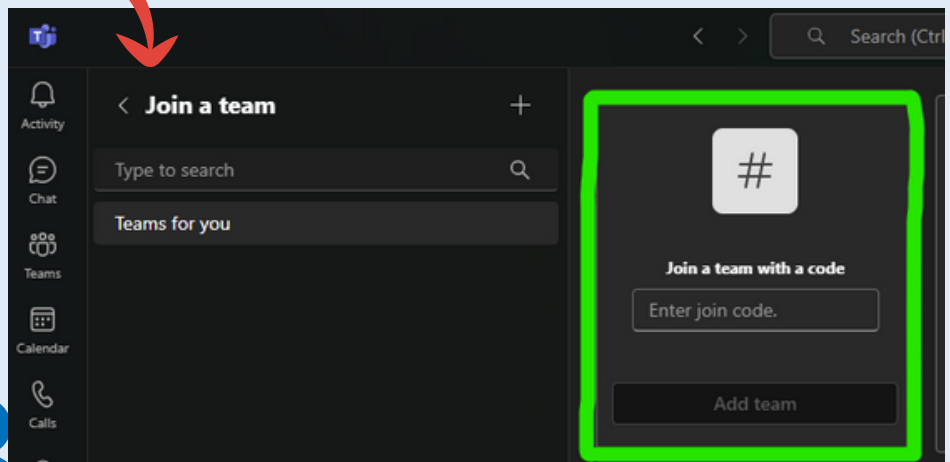 Search (Ctrl
Activity
Chat
Teams
Calendar
Calls
Join a team
Type to search
Teams for you
#
Join a team with a code
Enter join code.
Add team